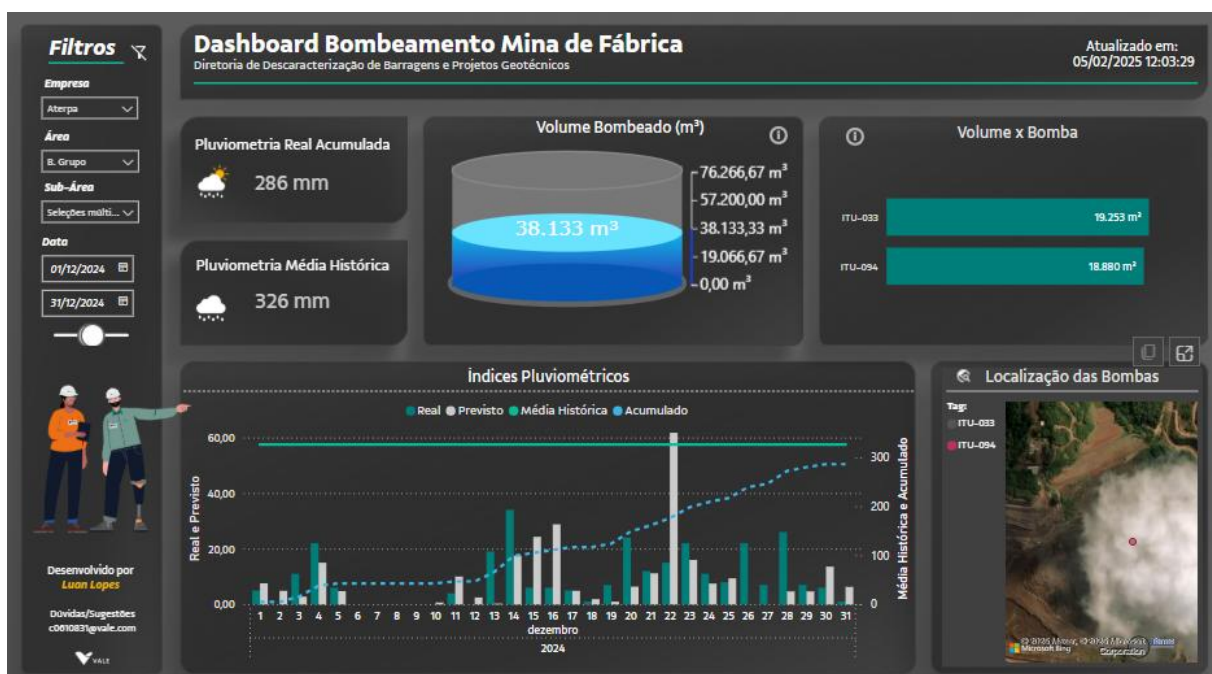 Filtros
Empresa
Aterpa
Área
B. Grupo
Sub-Área
Seleções múlti...
Data
01/12/2024
31/12/2024
Desenvolvido por
Luan Lopes
Dúvidas/Sugestões
c0610831@vale.com
VALE
Dashboard Bombeamento Mina de Fábrica
Diretoria de Descaracterização de Barragens e Projetos Geotécnicos
Atualizado em:
05/02/2025 12:03:29
Pluviometria Real Acumulada
286 mm
Pluviometria Média Histórica
326 mm
Volume Bombeado (m³)
38.133 m³
76.266,67 m³
57.200,00 m³
38.133,33 m³
19.066,67 m³
0,00 m³
Volume x Bomba
ITU-033
19.253 m³
ITU-094
18.880 m³
Índices Pluviométricos
Real Previsto Média Histórica Acumulado
Real e Previsto
60,00
40,00
20,00
0,00
300
200
100
0
Média Histórica e Acumulado
1 2 3 4 5 6 7 8 9 10 11 12 13 14 15 16 17 18 19 20 21 22 23 24 25 26 27 28 29 30 31
dezembro
2024
Localização das Bombas
Tag:
ITU-033
ITU-094
Microsoft Bing
Corporation
Terms